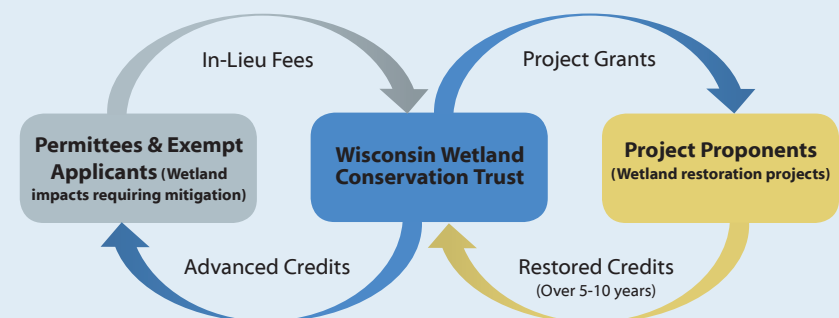 In-Lieu Fees
Project Grants
Permittees & Exempt
Applicants (Wetland
impacts requiring mitigation)
Wisconsin Wetland
Conservation Trust
Project Proponents
(Wetland restoration projects)
Advanced Credits
Restored Credits
(Over 5-10 years)